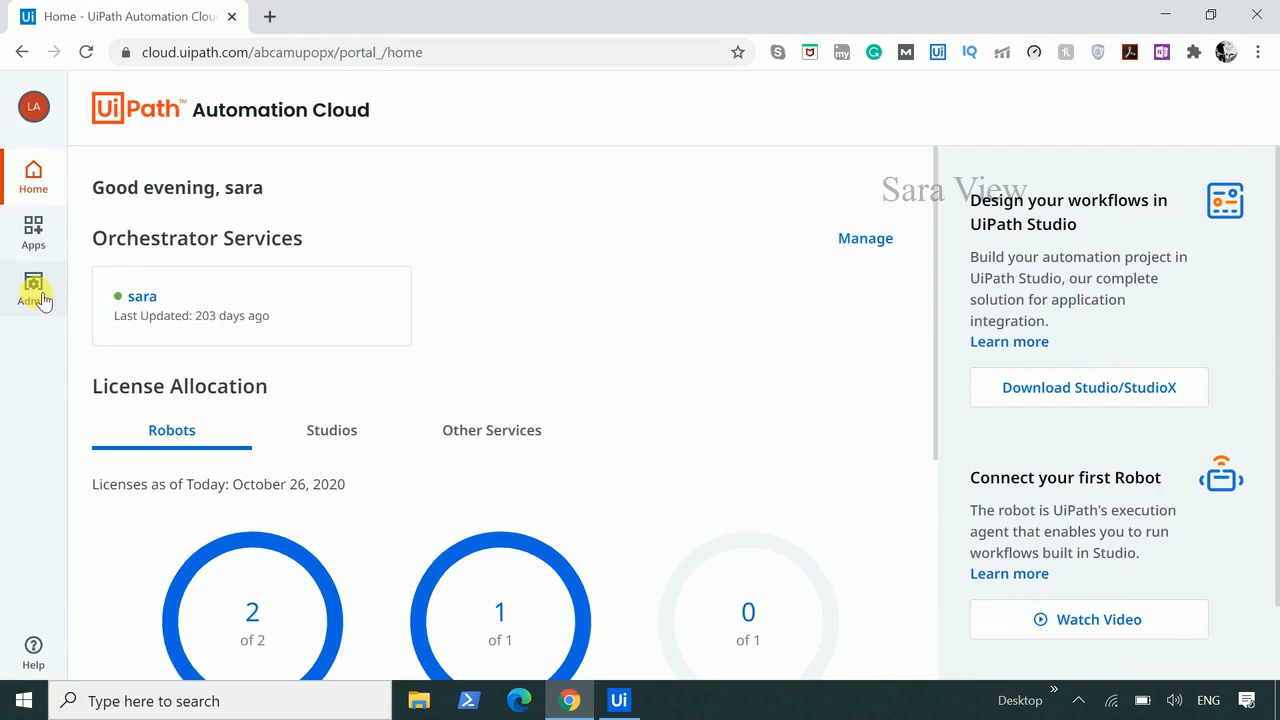 Home - UiPath Automation Clou
cloud.uipath.com/abcamupopx/portal_/home
LA
UiPath™ Automation Cloud
Home
Apps
Help
Good evening, sara
Orchestrator Services
Manage
sara
Last Updated: 203 days ago
License Allocation
Robots
Studios
Other Services
Licenses as of Today: October 26, 2020
2
of 2
1
of 1
0
of 1
Sara View
Design your workflows in
UiPath Studio
Build your automation project in
UiPath Studio, our complete
solution for application
integration.
Learn more
Download Studio/StudioX
Connect your first Robot
The robot is UiPath's execution
agent that enables you to run
workflows built in Studio.
Learn more
Watch Video
Type here to search
Ui
Desktop
ENG